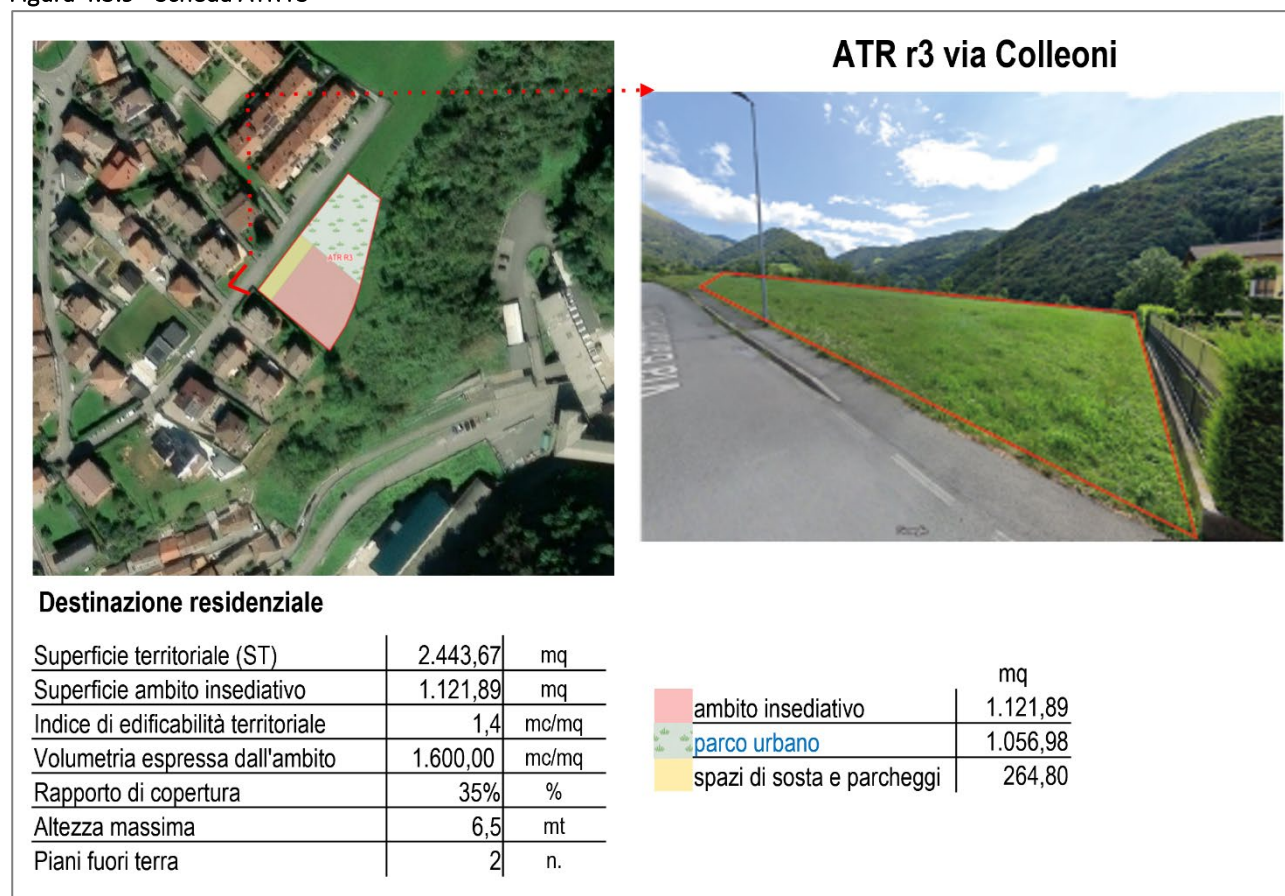 ATR r3 via Colleoni
ATR R3
Destinazione residenziale
Superficie territoriale (ST) 2.443,67 mq
Superficie ambito insediativo 1.121,89 mq
Indice di edificabilità territoriale 1,4 mc/mq
Volumetria espressa dall'ambito 1.600,00 mc/mq
Rapporto di copertura 35% %
Altezza massima 6,5 mt
Piani fuori terra 2 n.
mq
ambito insediativo 1.121,89
parco urbano 1.056,98
spazi di sosta e parcheggi 264,80